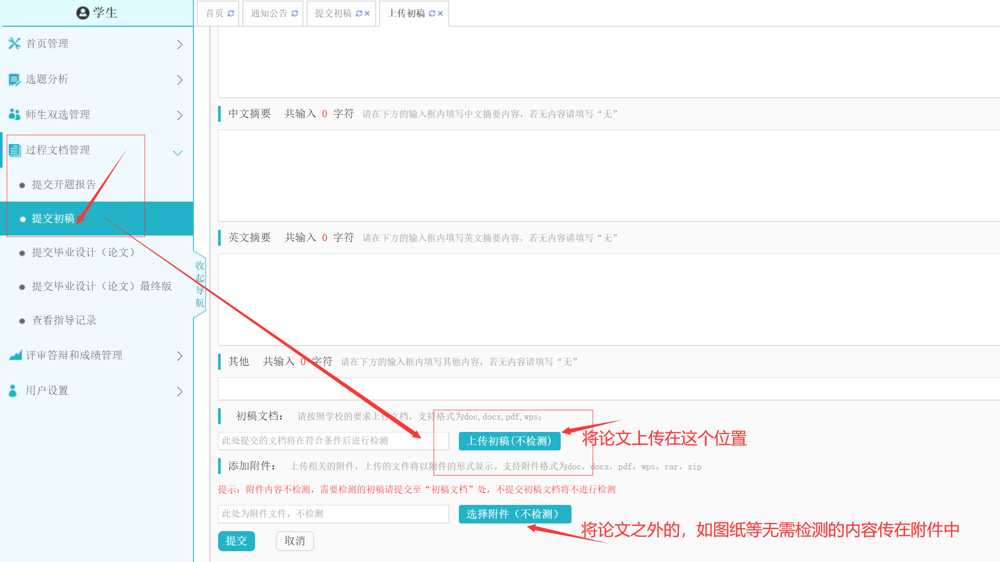 学生
首页管理
选题分析
师生双选管理
过程文档管理
提交开题报告
提交初稿
提交毕业设计（论文）
提交毕业设计（论文）最终版
查看指导记录
评审答辩和成绩管理
用户设置
收起导航
首页 通知公告 提交初稿 上传初稿
中文摘要 共输入 0 字符 请在下方的输入框内填写中文摘要内容，若无内容请填写“无”
英文摘要 共输入 0 字符 请在下方的输入框内填写英文摘要内容，若无内容请填写“无”
其他 共输入 0 字符 请在下方的输入框内填写其他内容，若无内容请填写“无”
初稿文档： 请按照学校的要求上传文档，支持格式为doc,docx,pdf,wps;
此处提交的文档将在符合条件后进行检测 上传初稿(不检测) 将论文上传在这个位置
添加附件： 上传相关的附件，上传的文件将以附件的形式显示。支持附件格式为doc，docx，pdf，wps，rar，zip
提示：附件内容不检测，需要检测的初稿请提交至“初稿文档”处，不提交初稿文档将不进行检测
此处为附件文件，不检测 选择附件（不检测）
将论文之外的，如图纸等无需检测的内容传在附件中
提交 取消